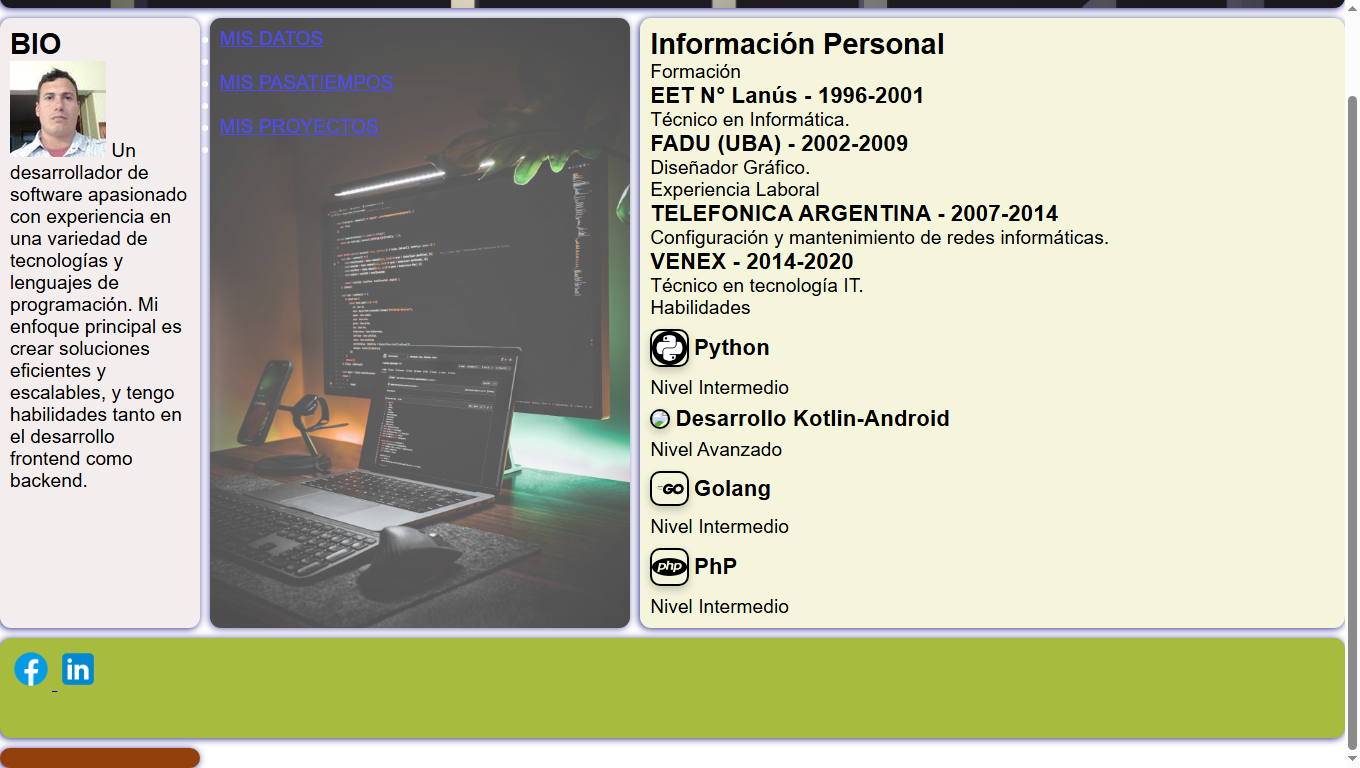 BIO
Un
desarrollador de
software apasionado
con experiencia en
una variedad de
tecnologías y
lenguajes de
programación. Mi
enfoque principal es
crear soluciones
eficientes y
escalables, y tengo
habilidades tanto en
el desarrollo
frontend como
backend.
MIS DATOS
MIS PASATIEMPOS
MIS PROYECTOS
Información Personal
Formación
EET N° Lanús - 1996-2001
Técnico en Informática.
FADU (UBA) - 2002-2009
Diseñador Gráfico.
Experiencia Laboral
TELEFONICA ARGENTINA - 2007-2014
Configuración y mantenimiento de redes informáticas.
VENEX - 2014-2020
Técnico en tecnología IT.
Habilidades
Python
Nivel Intermedio
Desarrollo Kotlin-Android
Nivel Avanzado
GO Golang
Nivel Intermedio
php PhP
Nivel Intermedio
f in